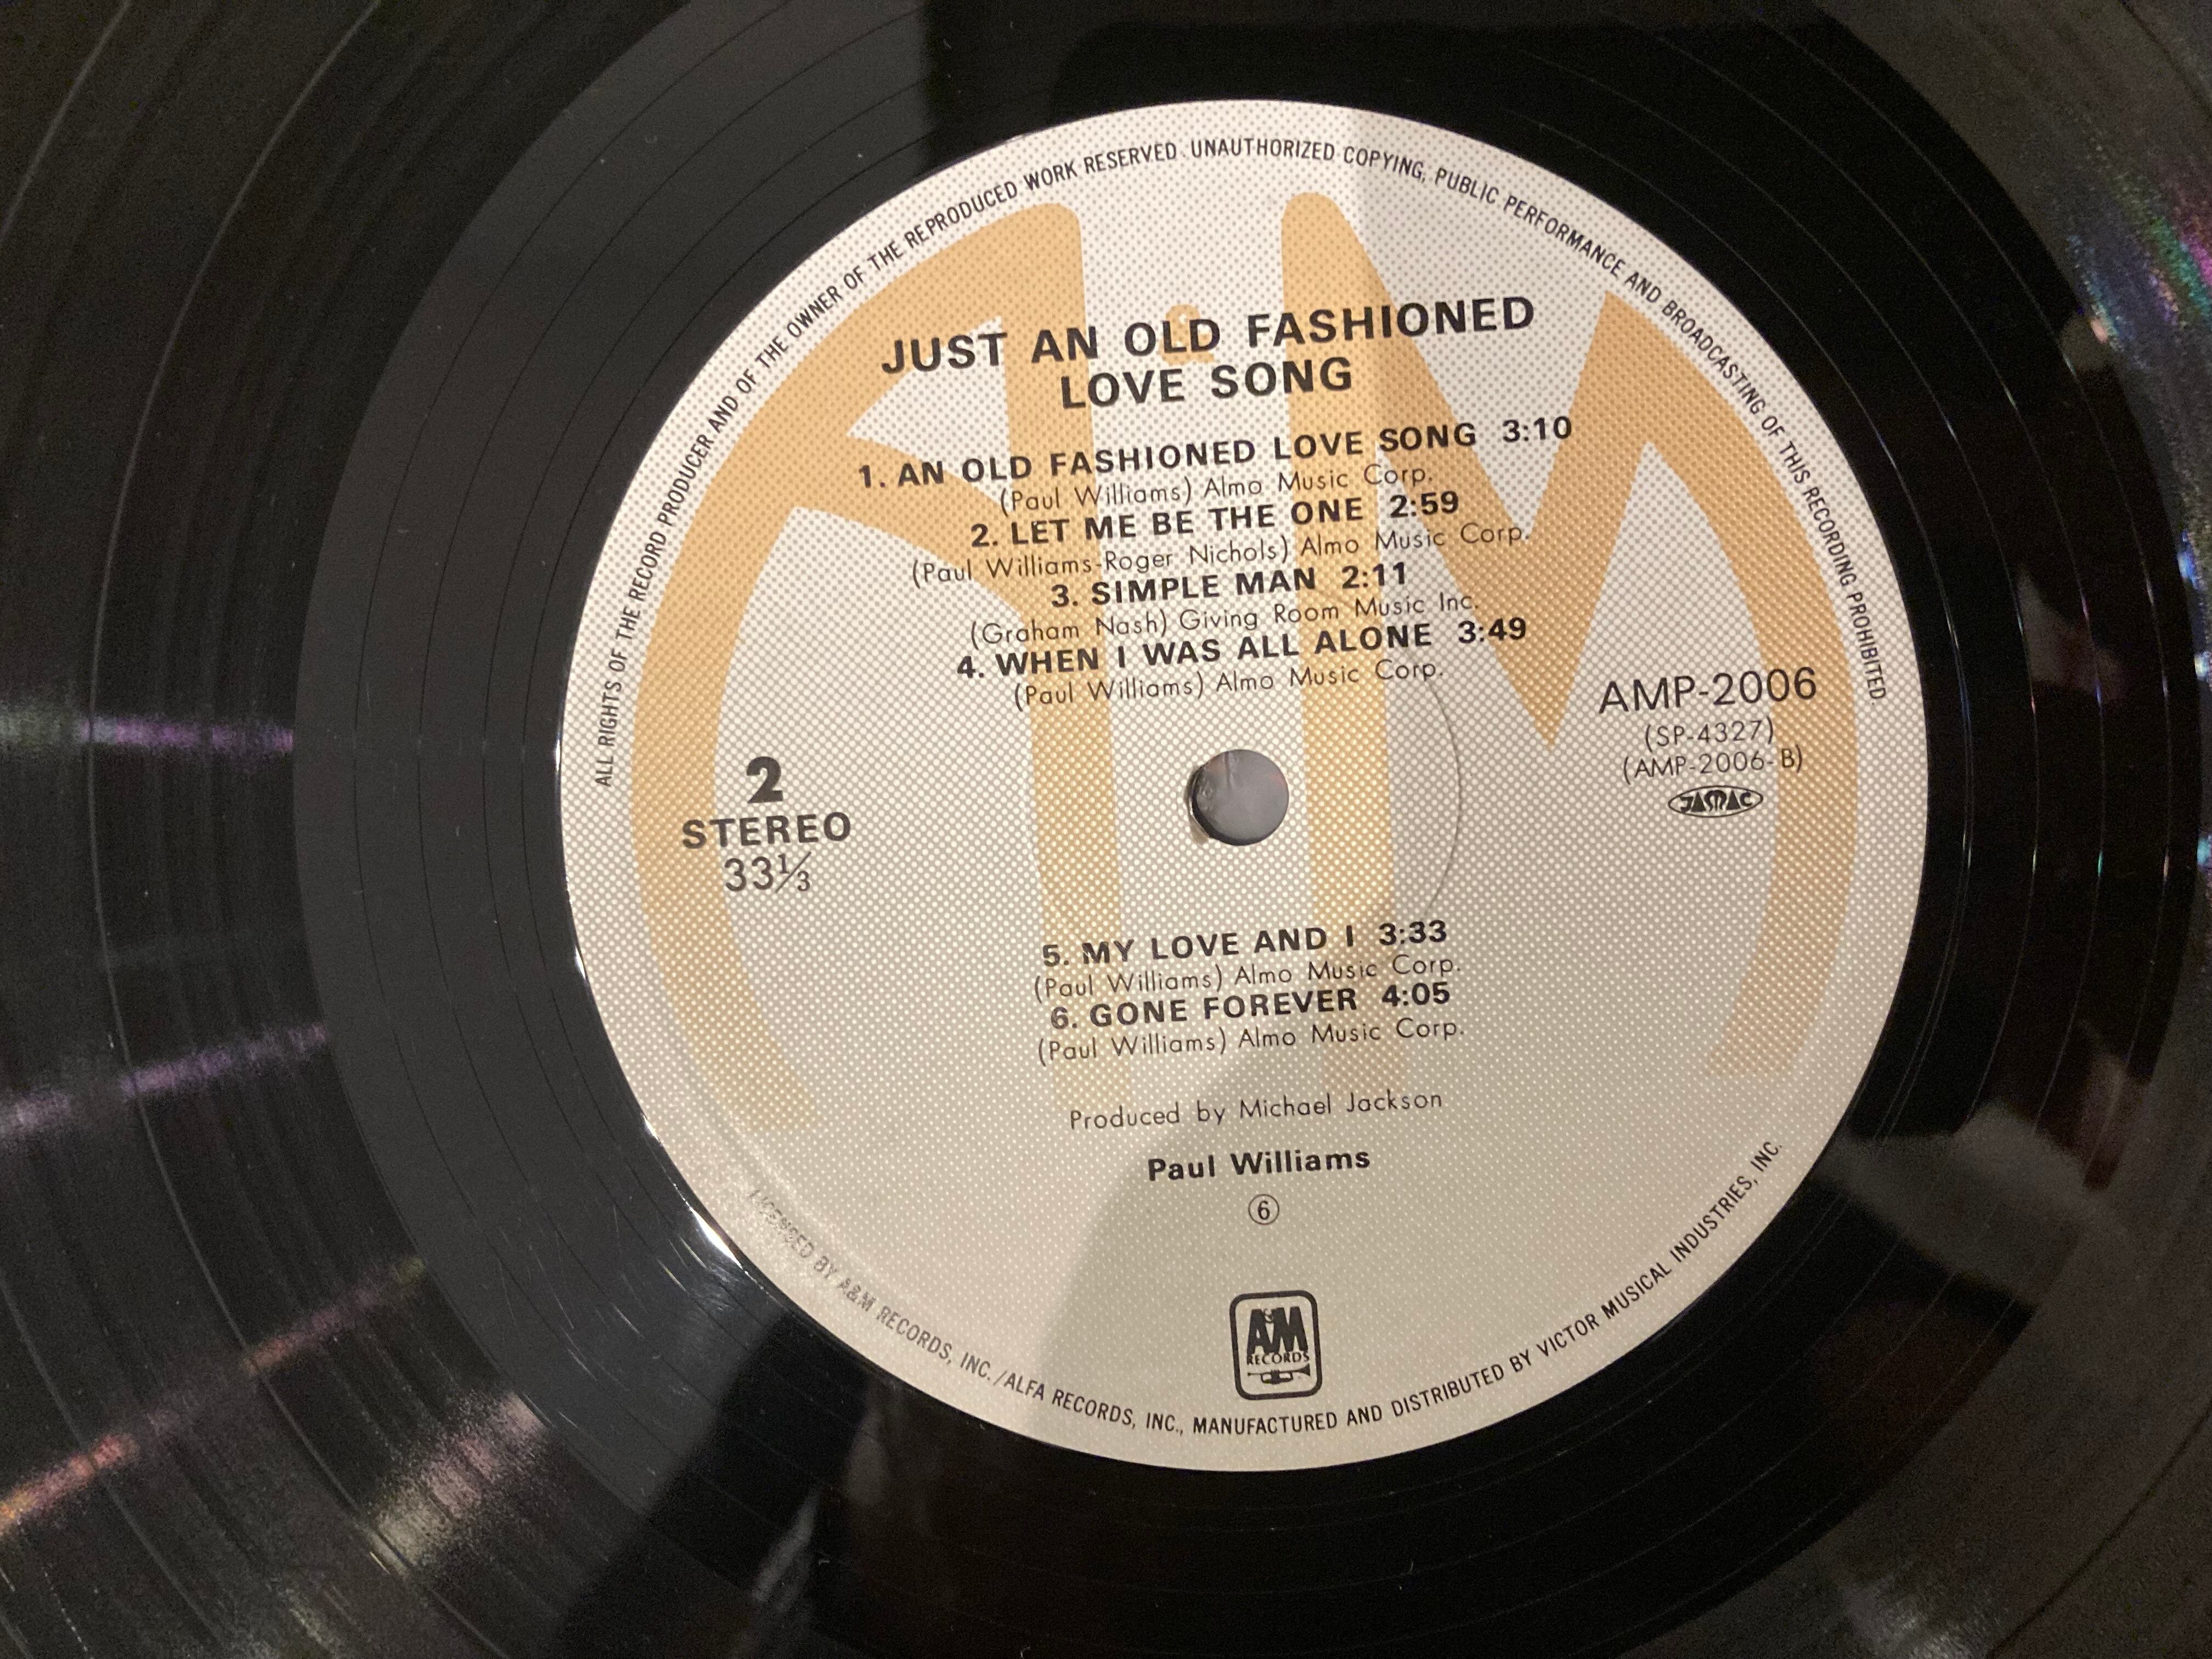 ALL RIGHTS OF THE RECORD PRODUCER AND OF THE OWNER OF THE REPRODUCED WORK RESERVED. UNAUTHORIZED COPYING, PUBLIC PERFORMANCE AND BROADCASTING OF THIS RECORDING PROHIBITED.
JUST AN OLD FASHIONED
LOVE SONG
1. AN OLD FASHIONED LOVE SONG 3:10
(Paul Williams) Almo Music Corp.
2. LET ME BE THE ONE 2:59
(Paul Williams-Roger Nichols) Almo Music Corp.
3. SIMPLE MAN 2:11
(Graham Nash) Giving Room Music Inc.
4. WHEN I WAS ALL ALONE 3:49
(Paul Williams) Almo Music Corp.
2
STEREO
33⅓
AMP-2006
(SP-4327)
(AMP-2006-B)
JASRAC
5. MY LOVE AND I 3:33
(Paul Williams) Almo Music Corp.
6. GONE FOREVER 4:05
(Paul Williams) Almo Music Corp.
Produced by Michael Jackson
Paul Williams
⑥
A&M
RECORDS
LICENSED BY A&M RECORDS, INC./ALFA RECORDS, INC., MANUFACTURED AND DISTRIBUTED BY VICTOR MUSICAL INDUSTRIES, INC.